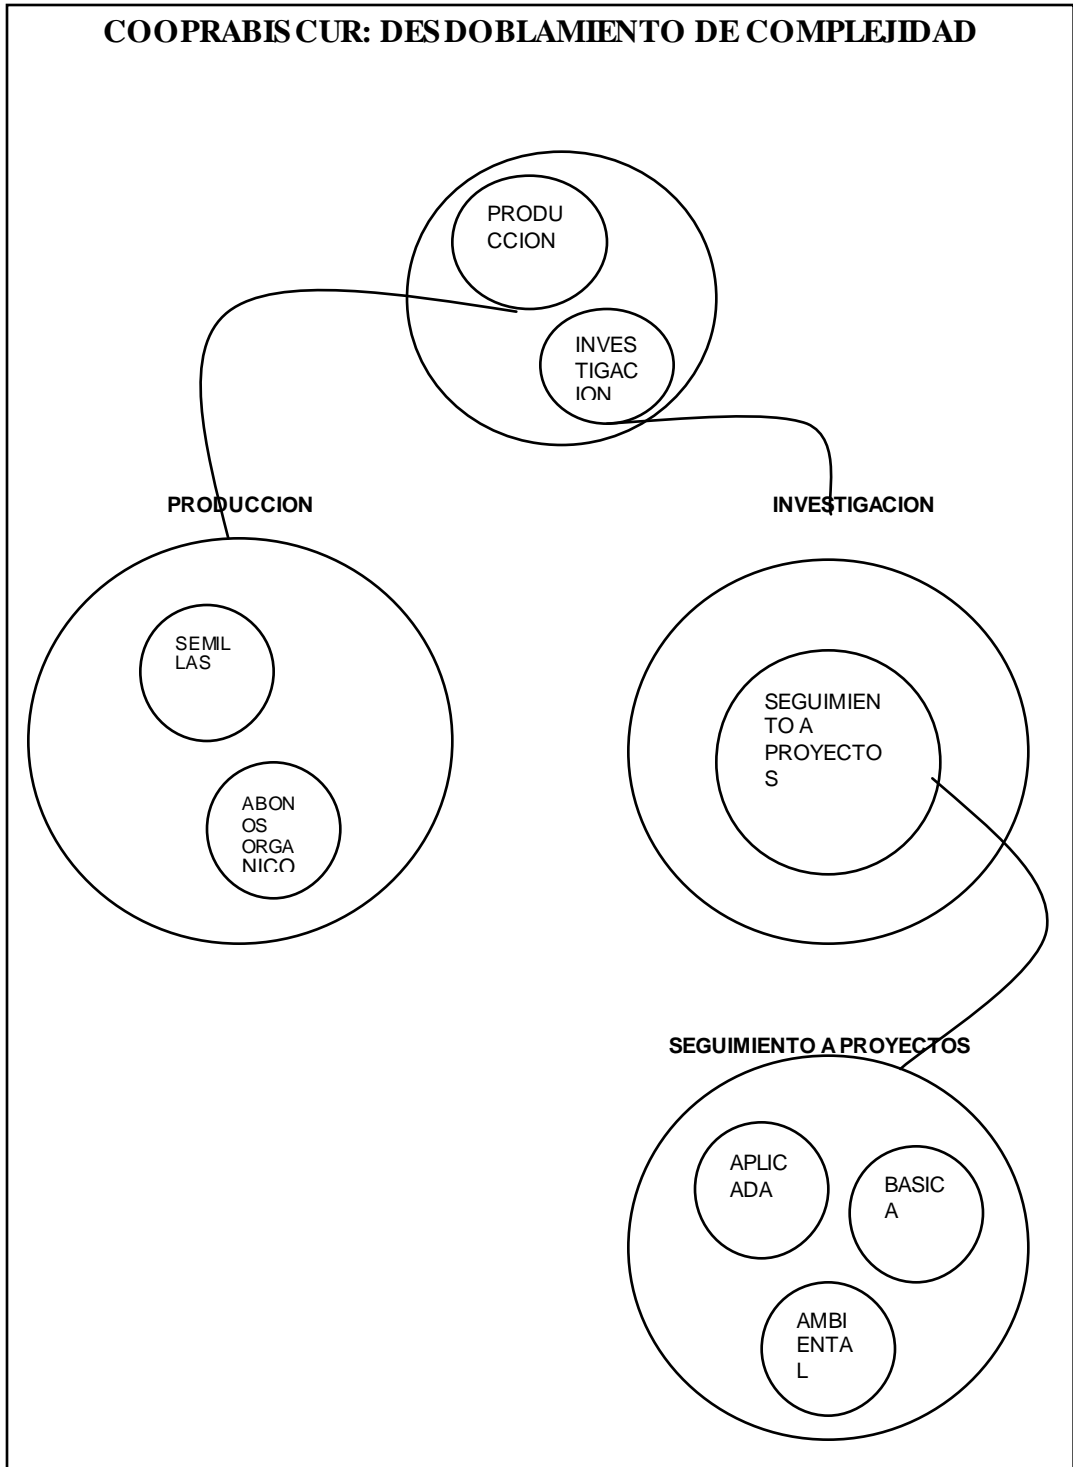 COOPRABISCUR: DESDOBLAMIENTO DE COMPLEJIDAD
PRODU
CCION
INVES
TIGAC
ION
PRODUCCION
INVESTIGACION
SEMIL
LAS
ABON
OS
ORGA
NICO
SEGUIMIEN
TO A
PROYECTO
S
SEGUIMIENTO A PROYECTOS
APLIC
ADA
BASIC
A
AMBI
ENTA
L